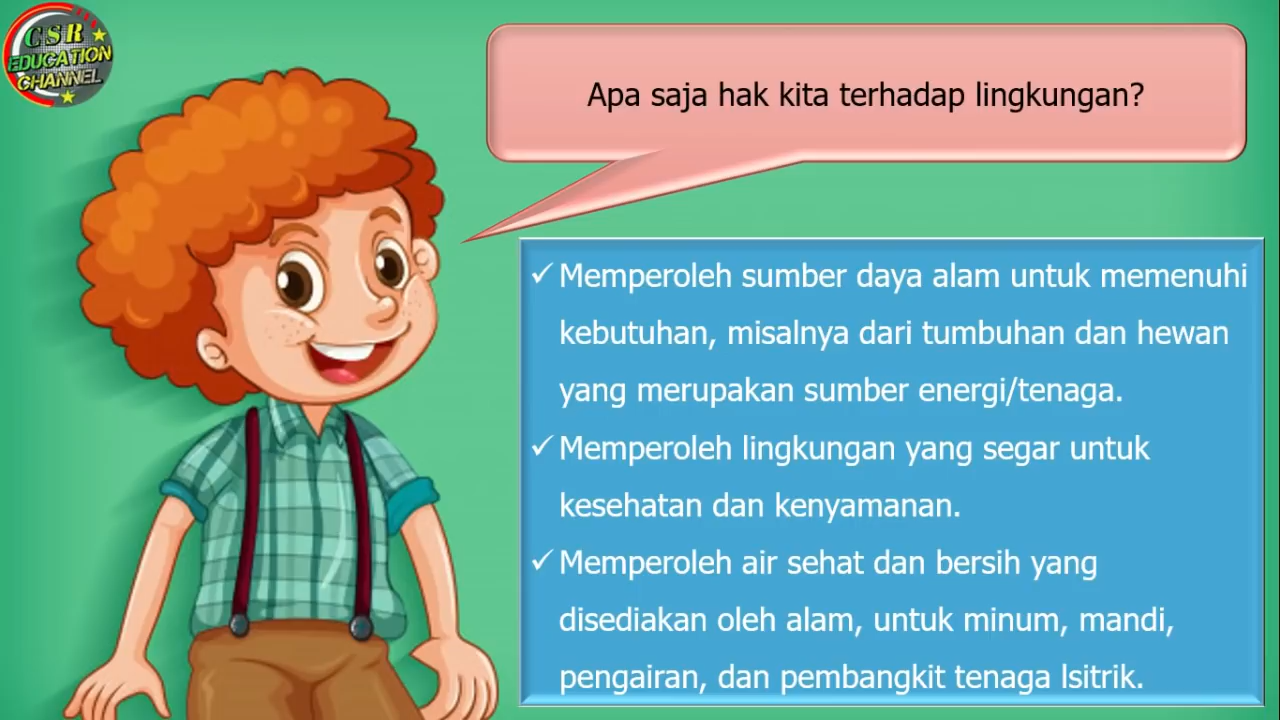 CSR
EDUCATION
CHANNEL
Apa saja hak kita terhadap lingkungan?
✓ Memperoleh sumber daya alam untuk memenuhi
kebutuhan, misalnya dari tumbuhan dan hewan
yang merupakan sumber energi/tenaga.
✓ Memperoleh lingkungan yang segar untuk
kesehatan dan kenyamanan.
✓ Memperoleh air sehat dan bersih yang
disediakan oleh alam, untuk minum, mandi,
pengairan, dan pembangkit tenaga lsitrik.